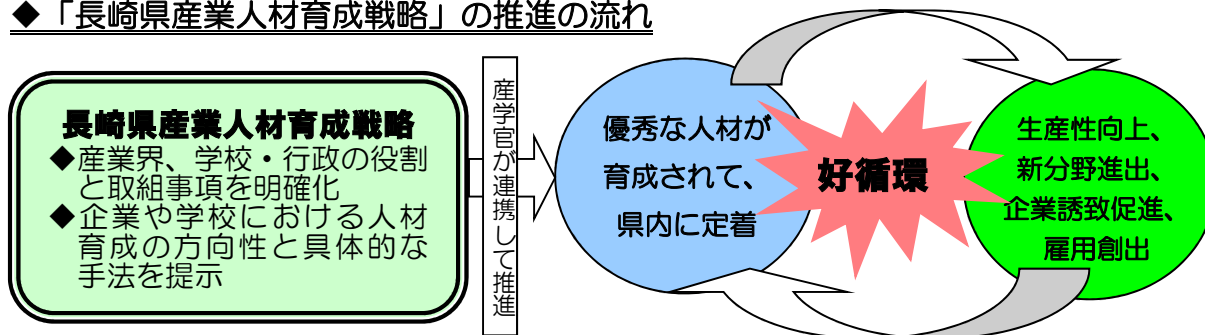 ◆「長崎県産業人材育成戦略」の推進の流れ
長崎県産業人材育成戦略
◆産業界、学校・行政の役割
と取組事項を明確化
◆企業や学校における人材
育成の方向性と具体的な
手法を提示
産学官が連携して推進
優秀な人材が
育成されて、
県内に定着
好循環
生産性向上、
新分野進出、
企業誘致促進、
雇用創出